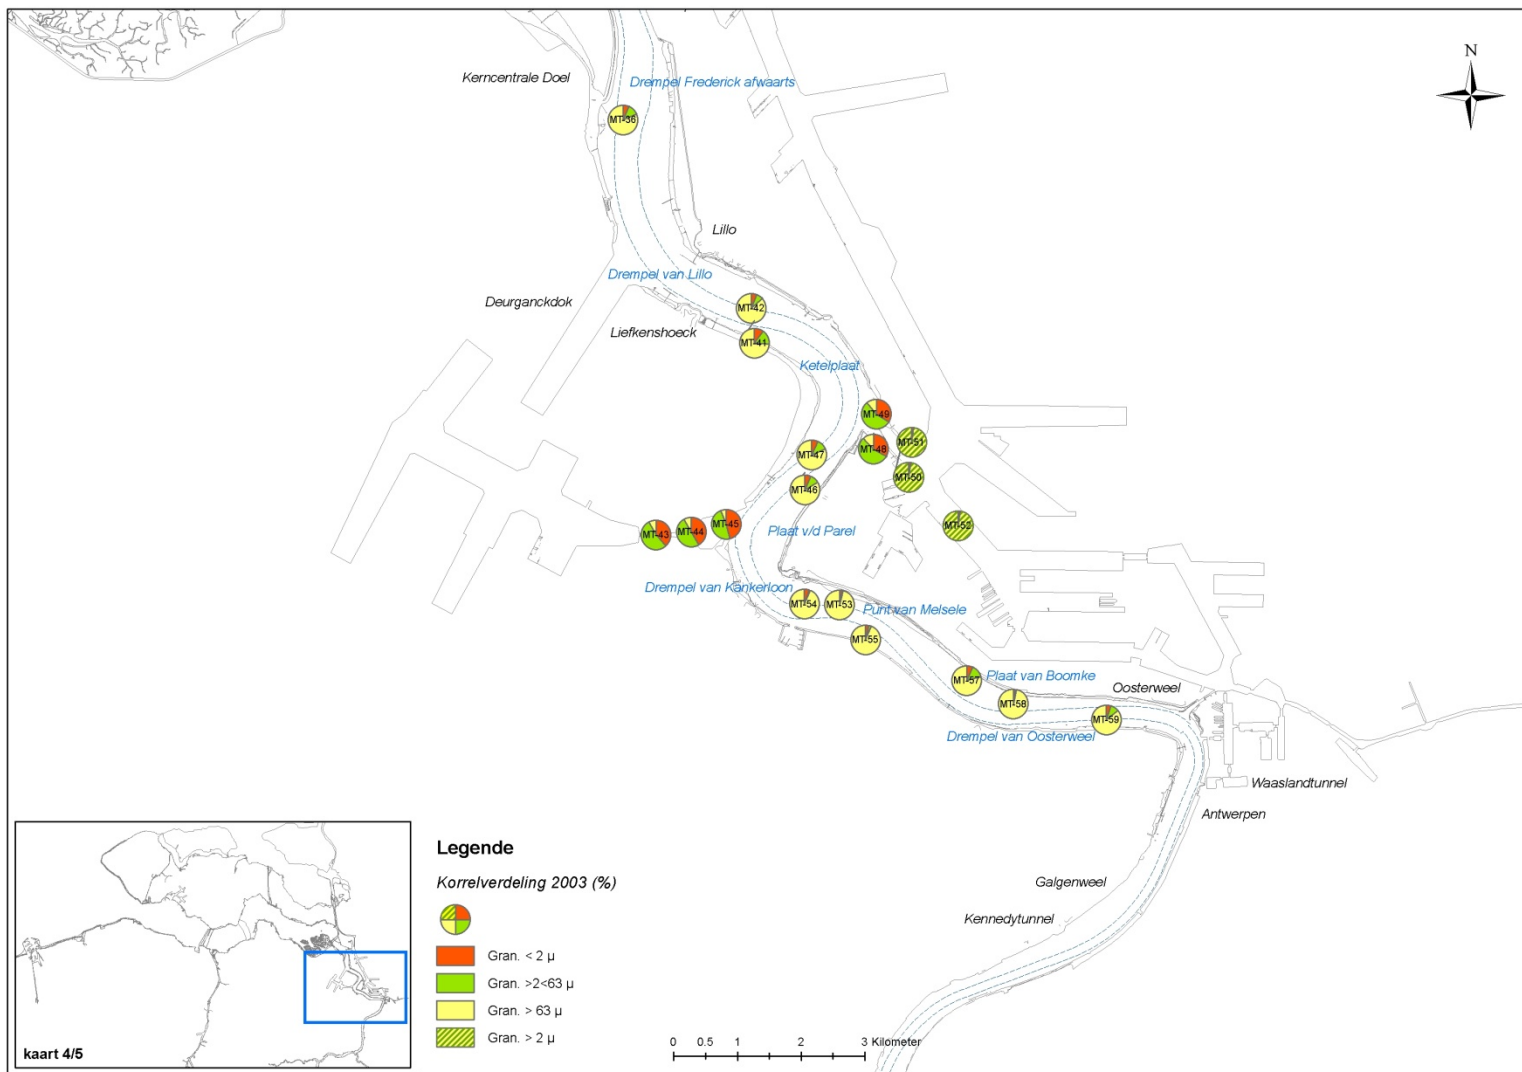 N
Kerncentrale Doel
Drempel Frederick afwaarts
MT-36
Lillo
Drempel van Lillo
Deurganckdok
MT-42
Liefkenshoeck
MT-41
Ketelplaat
MT-49
MT-51
MT-48
MT-47
MT-50
MT-46
MT-45
MT-52
MT-43
MT-44
Plaat v/d Parel
Drempel van Kankerloon
MT-54
MT-53
Punt van Melsele
MT-55
Plaat van Boomke
MT-57
Oosterweel
MT-58
MT-59
Drempel van Oosterweel
Waaslandtunnel
Antwerpen
Galgenweel
Kennedytunnel
Legende
Korrelverdeling 2003 (%)
Gran. < 2 µ
Gran. >2<63 µ
Gran. > 63 µ
Gran. > 2 µ
0 0.5 1 2 3 Kilometer
kaart 4/5